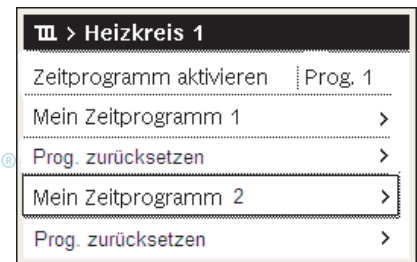 > Heizkreis 1
Zeitprogramm aktivieren Prog. 1
Mein Zeitprogramm 1 >
® Prog. zurücksetzen >
Mein Zeitprogramm 2 >
Prog. zurücksetzen >